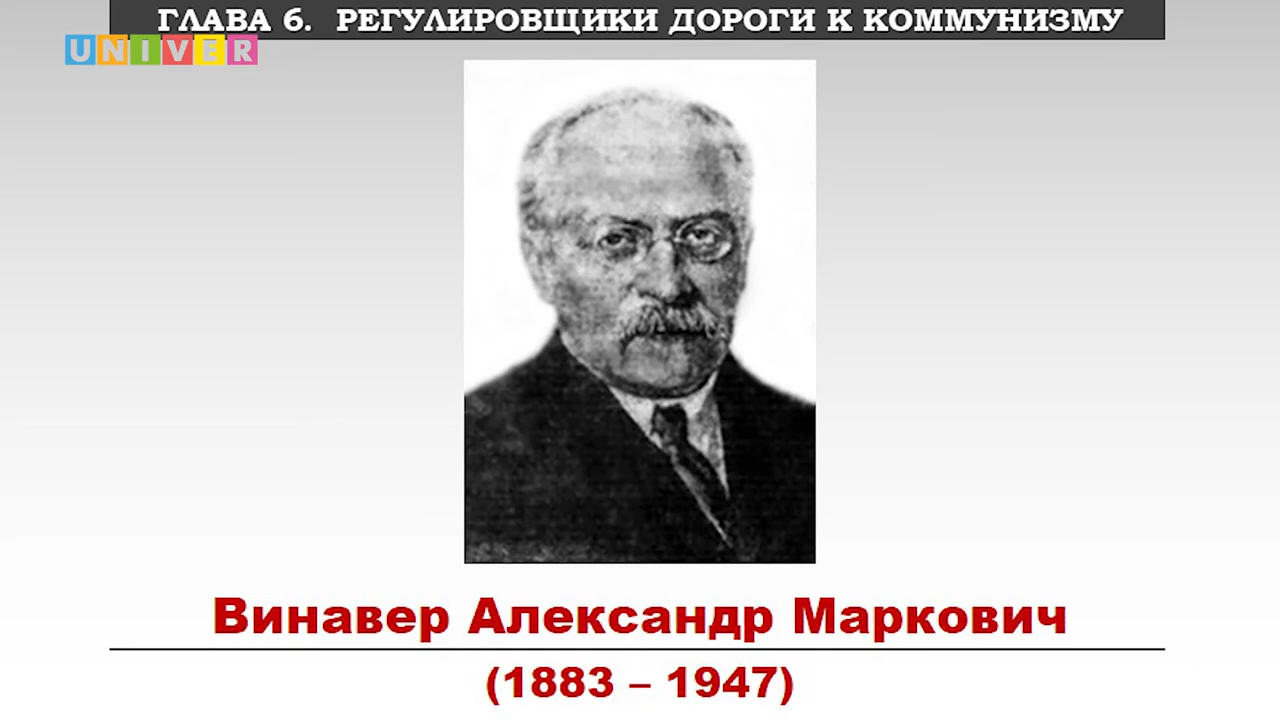 ГЛАВА 6. РЕГУЛИРОВЩИКИ ДОРОГИ К КОММУНИЗМУ
UNIVER
Винавер Александр Маркович
(1883 – 1947)